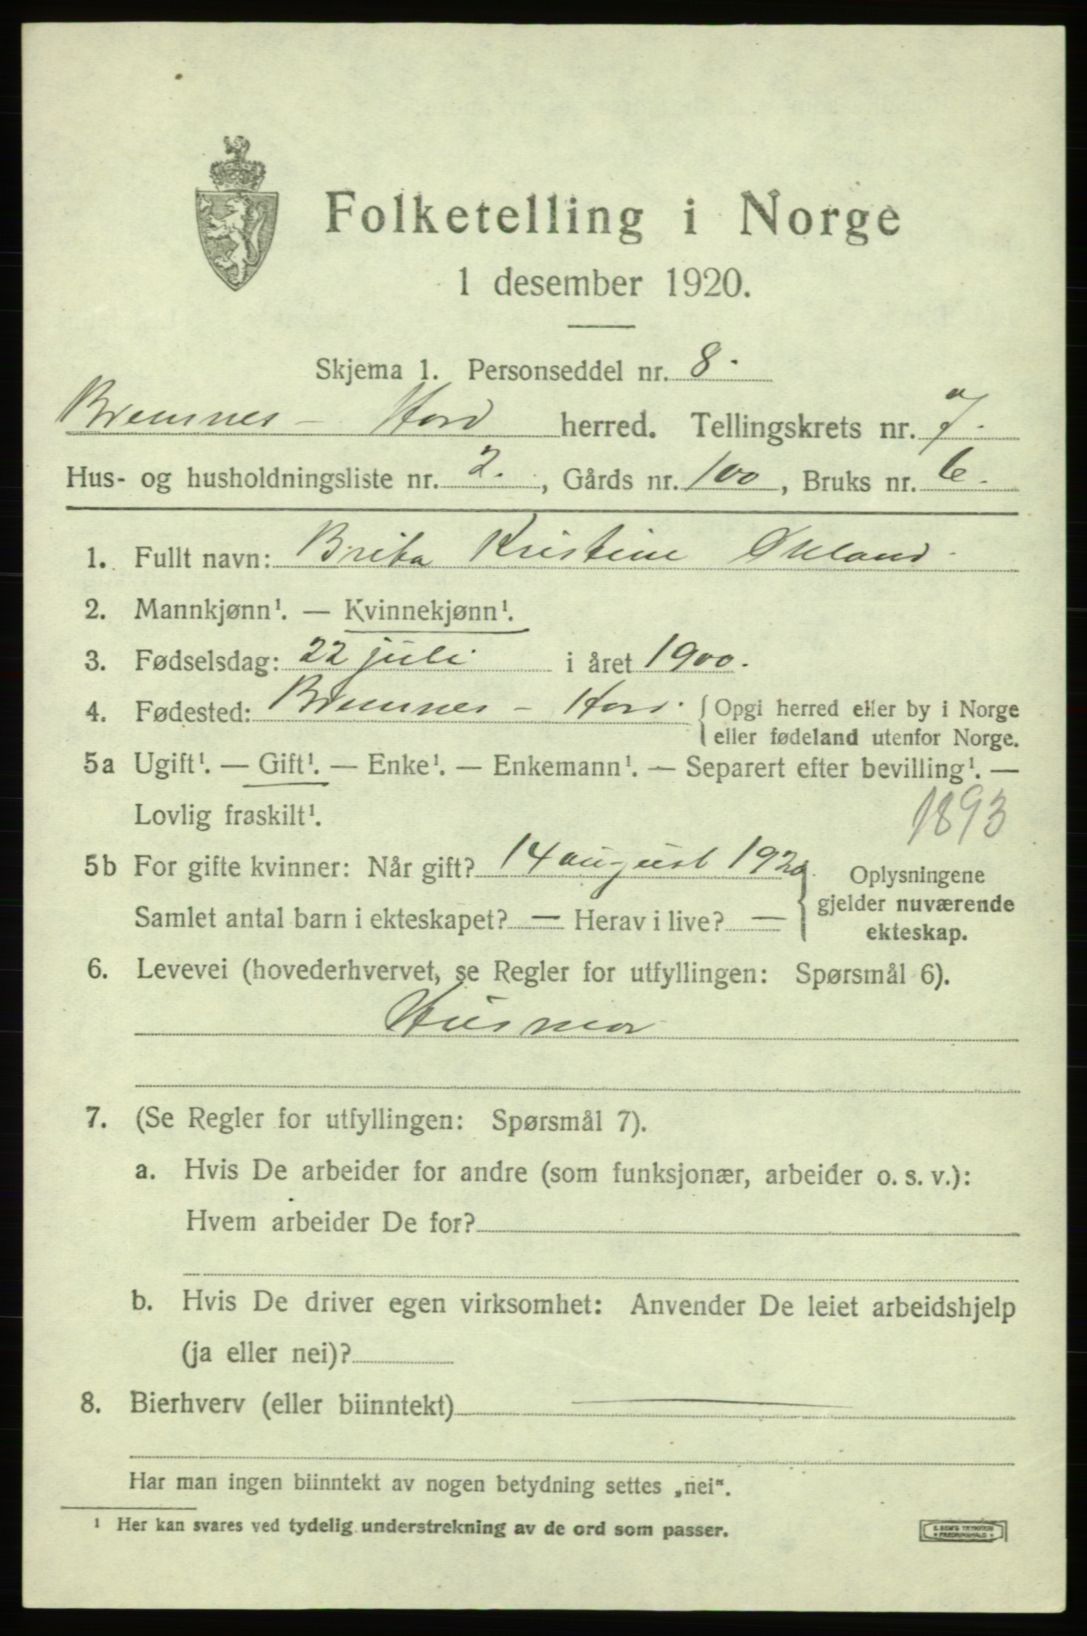 Folketelling i Norge
1 desember 1920.
Skjema 1. Personseddel nr. 8.
Bremnes - Hord herred. Tellingskrets nr. 7.
Hus- og husholdningsliste nr. 2., Gårds nr. 100, Bruks nr. 6.
1. Fullt navn: Brita Kristine Økland
2. Mannkjønn¹. — Kvinnekjønn¹.
3. Fødselsdag: 22 juli i året 1900.
4. Fødested: Bremnes - Hord. { Opgi herred eller by i Norge
eller fødeland utenfor Norge.
5a Ugift¹. — Gift¹. — Enke¹. — Enkemann¹. — Separert efter bevilling¹. —
Lovlig fraskilt¹.
1893
5b For gifte kvinner: Når gift? 14 august 1920.
Samlet antal barn i ekteskapet? — Herav i live? —
} Oplysningene
gjelder nuværende
ekteskap.
6. Levevei (hovederhvervet, se Regler for utfyllingen: Spørsmål 6).
Husmor
7. (Se Regler for utfyllingen: Spørsmål 7).
a. Hvis De arbeider for andre (som funksjonær, arbeider o. s. v.):
Hvem arbeider De for?
b. Hvis De driver egen virksomhet: Anvender De leiet arbeidshjelp
(ja eller nei)?
8. Bierhverv (eller biinntekt) —
Har man ingen biinntekt av nogen betydning settes „nei“.
¹ Her kan svares ved tydelig understrekning av de ord som passer.